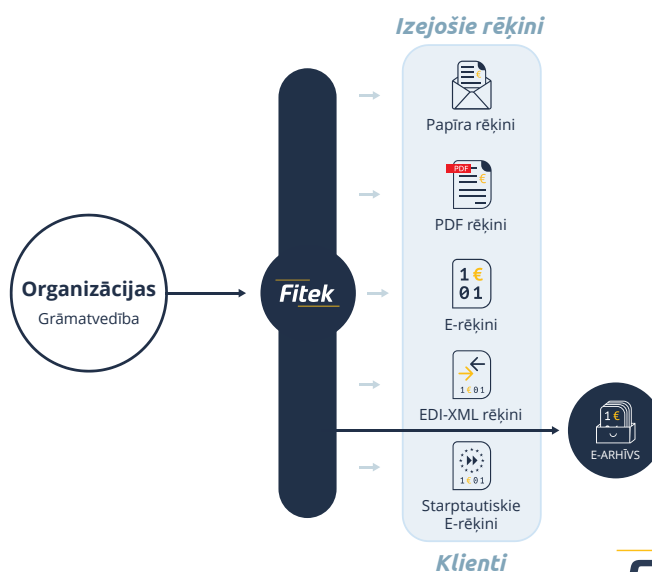 Izejošie rēķini
Papīra rēķini
PDF
PDF rēķini
Organizācijas
Grāmatvedība
Fitek
1€
01
E-rēķini
1€01
EDI-XML rēķini
1€
E-ARHĪVS
1€01
Starptautiskie
E-rēķini
Klienti